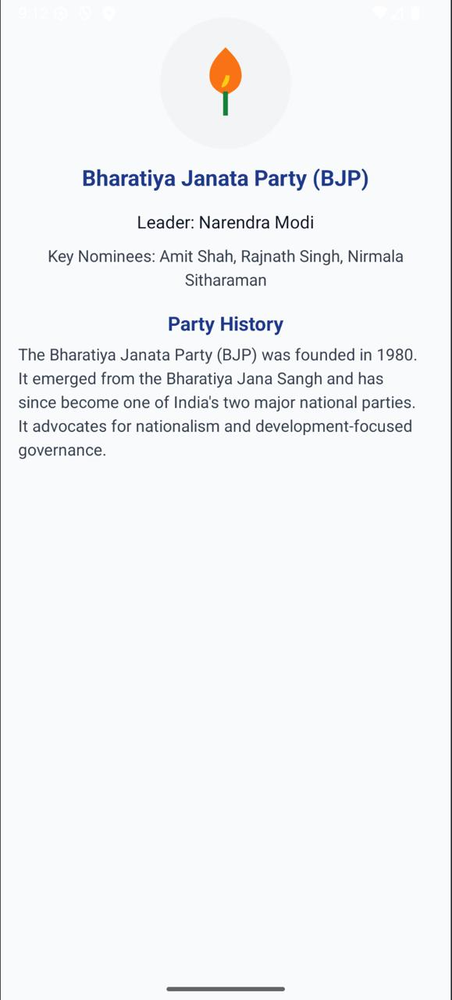 9:12
Bharatiya Janata Party (BJP)
Leader: Narendra Modi
Key Nominees: Amit Shah, Rajnath Singh, Nirmala
Sitharaman
Party History
The Bharatiya Janata Party (BJP) was founded in 1980.
It emerged from the Bharatiya Jana Sangh and has
since become one of India's two major national parties.
It advocates for nationalism and development-focused
governance.